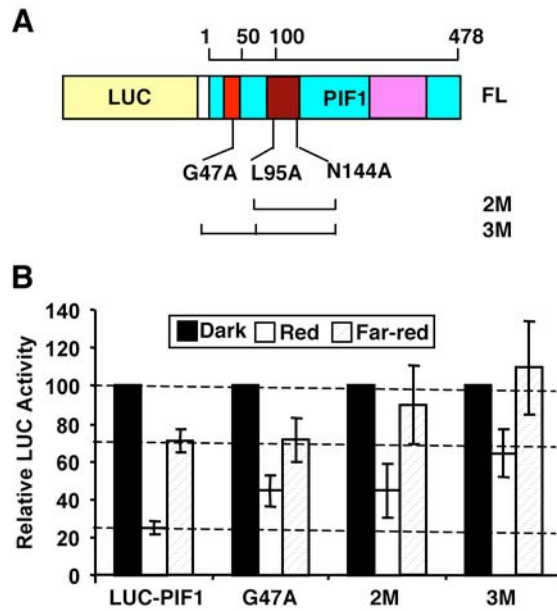 A
1 50 100 478
LUC PIF1 FL
G47A L95A N144A
2M
3M
B
140
120
100
80
60
40
20
0
Relative LUC Activity
Dark Red Far-red
LUC-PIF1 G47A 2M 3M